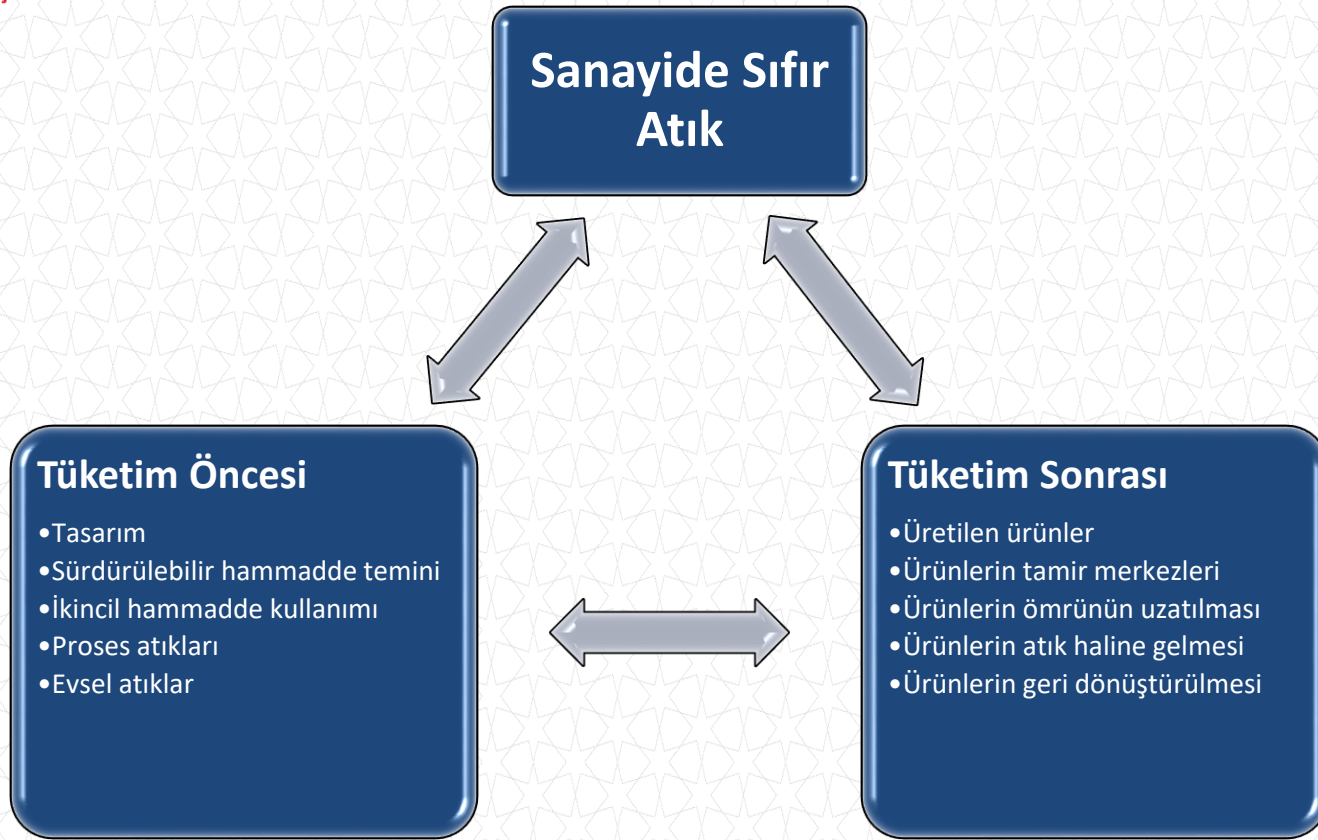 Sanayide Sıfır
Atık
Tüketim Öncesi
•Tasarım
•Sürdürülebilir hammadde temini
•İkincil hammadde kullanımı
•Proses atıkları
•Evsel atıklar
Tüketim Sonrası
•Üretilen ürünler
•Ürünlerin tamir merkezleri
•Ürünlerin ömrünün uzatılması
•Ürünlerin atık haline gelmesi
•Ürünlerin geri dönüştürülmesi